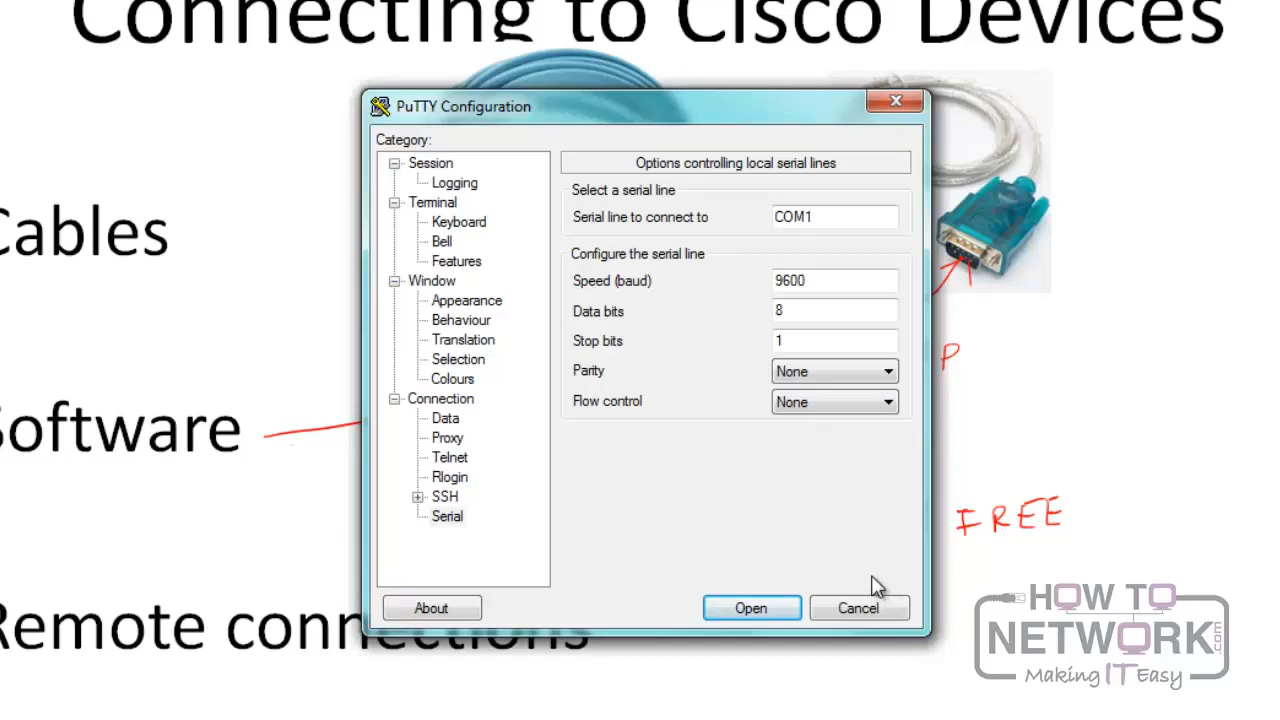 Connecting to Cisco Devices
PuTTY Configuration
Category:
Session
Logging
Terminal
Keyboard
Bell
Features
Window
Appearance
Behaviour
Translation
Selection
Colours
Connection
Data
Proxy
Telnet
Rlogin
SSH
Serial
Options controlling local serial lines
Select a serial line
Serial line to connect to COM1
Configure the serial line
Speed (baud) 9600
Data bits 8
Stop bits 1
Parity None
Flow control None
About
Open
Cancel
Cables
Software
Remote connections
P
FREE
HOW TO
NETWORK.com
Making IT Easy